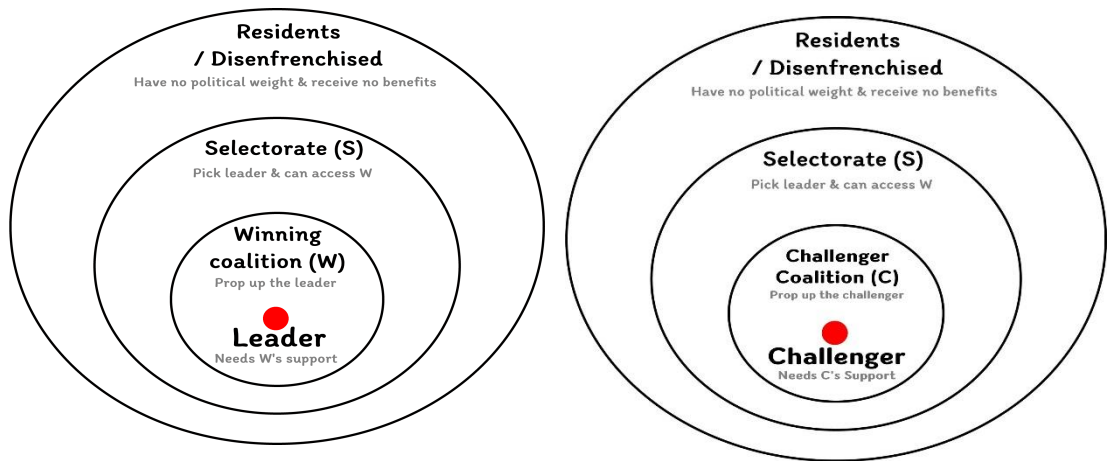 Residents
/ Disenfrenchised
Have no political weight & receive no benefits
Selectorate (S)
Pick leader & can access W
Winning
coalition (W)
Prop up the leader
Leader
Needs W's support
Residents
/ Disenfrenchised
Have no political weight & receive no benefits
Selectorate (S)
Pick leader & can access W
Challenger
Coalition (C)
Prop up the challenger
Challenger
Needs C's Support